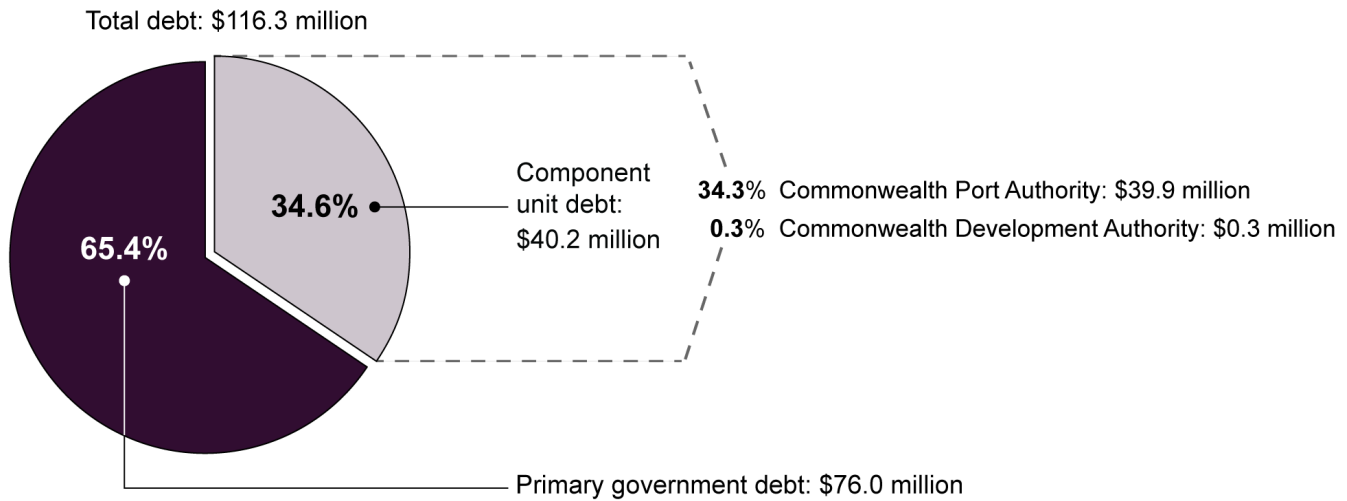 Total debt: $116.3 million
34.6%
65.4%
Component
unit debt:
$40.2 million
34.3% Commonwealth Port Authority: $39.9 million
0.3% Commonwealth Development Authority: $0.3 million
Primary government debt: $76.0 million